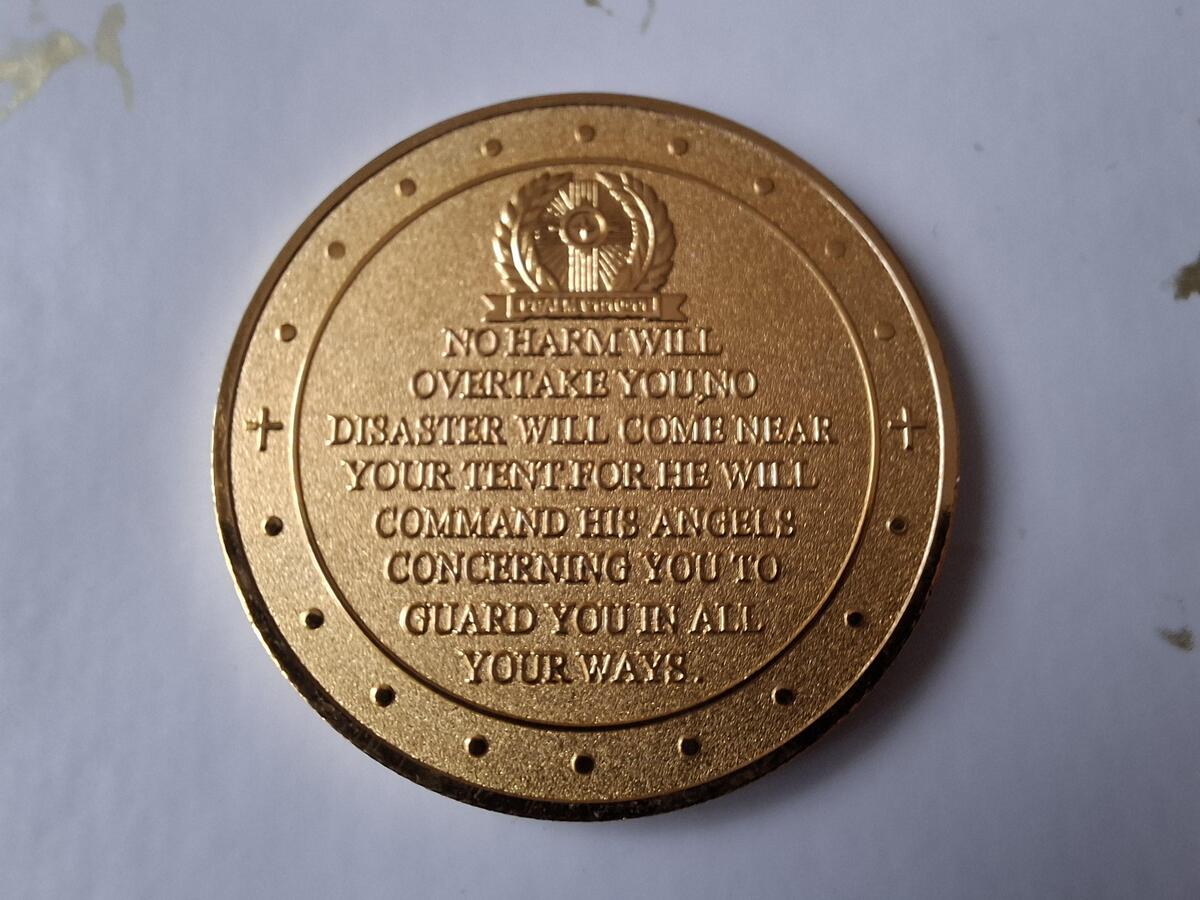 NO HARM WILL
OVERTAKE YOU,NO
DISASTER WILL COME NEAR
YOUR TENT.FOR HE WILL
COMMAND HIS ANGELS
CONCERNING YOU TO
GUARD YOU IN ALL
YOUR WAYS.